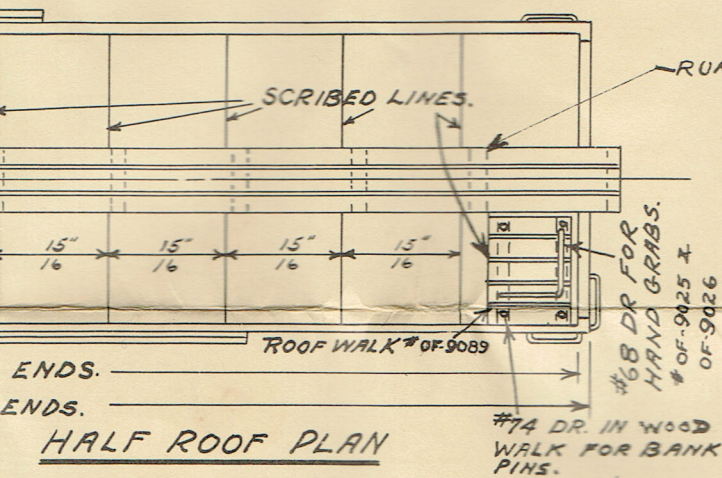 SCRIBED LINES.
15"
16
15"
16
15"
16
15"
16
ROOF WALK # OF-9089
#68 DR FOR
HAND GRABS.
# OF-9025 &
OF-9026
ENDS.
ENDS.
HALF ROOF PLAN
#74 DR. IN WOOD
WALK FOR BANK
PINS.